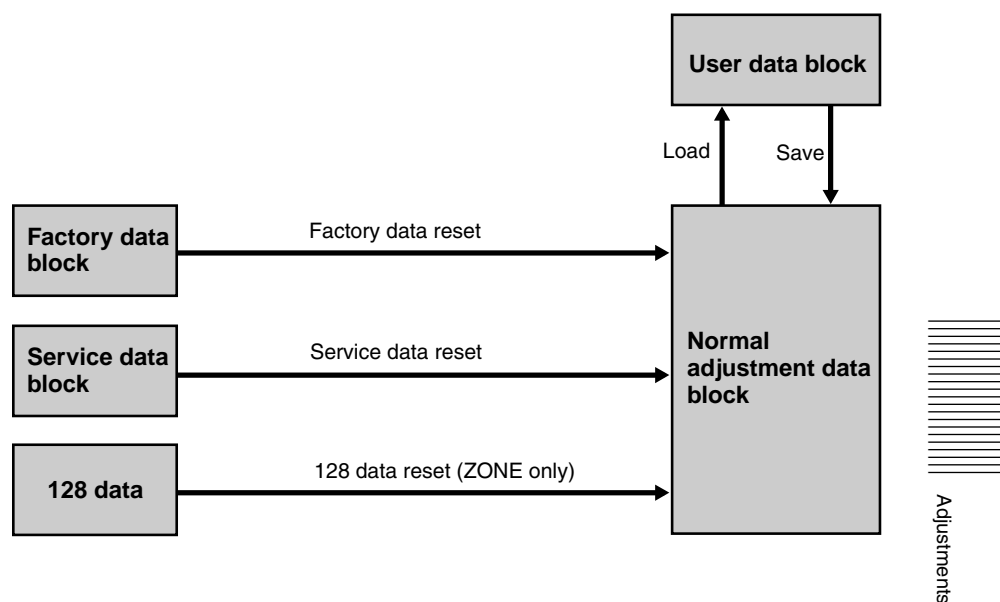 User data block
Load
Save
Factory data
block
Factory data reset
Service data
block
Service data reset
Normal
adjustment data
block
128 data
128 data reset (ZONE only)
Adjustments